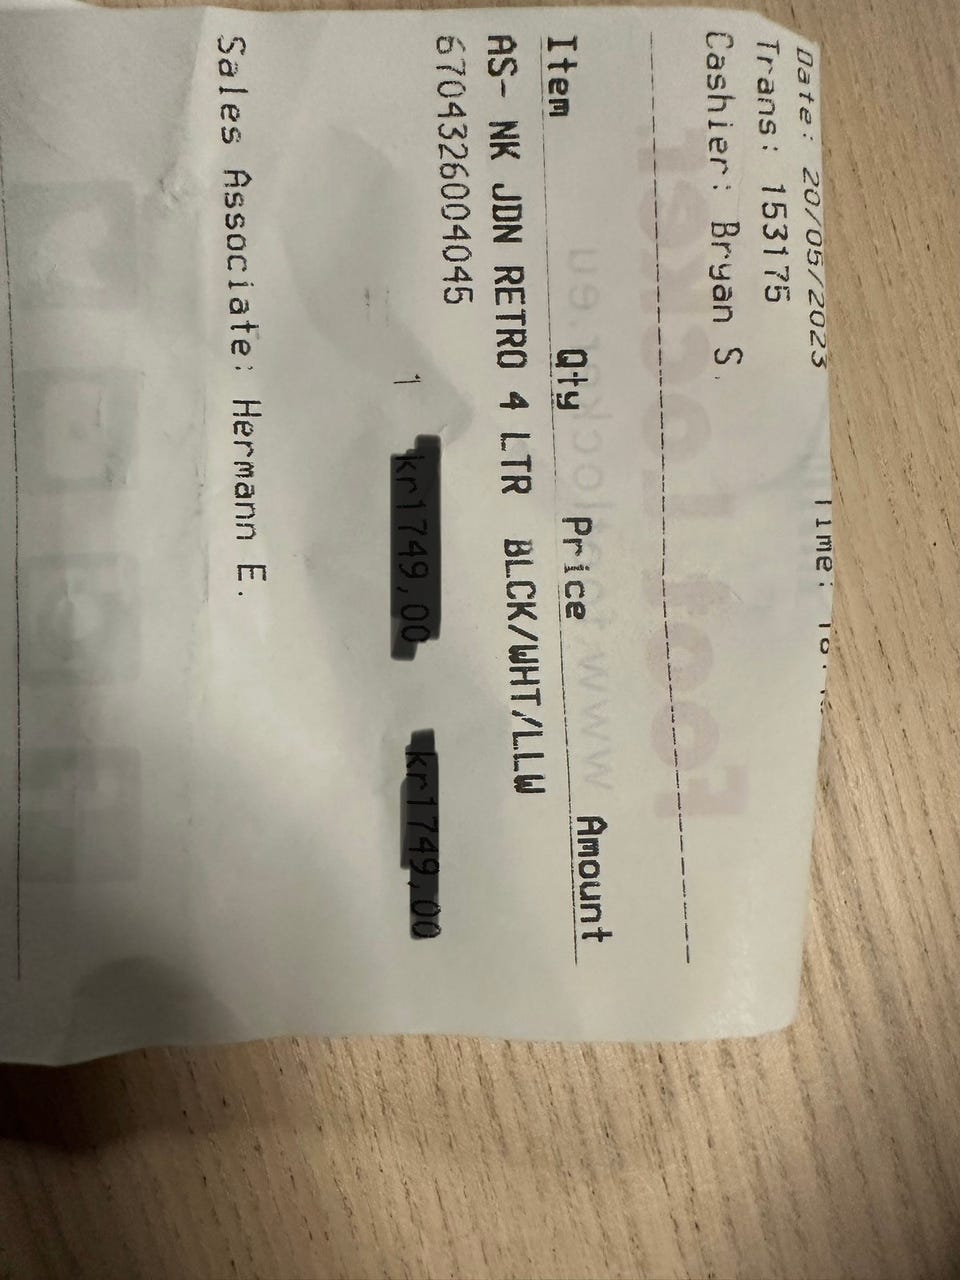 Date: 20/05/2023 Time:
Trans: 153175
Cashier: Bryan S.
Item Qty Price Amount
AS- NK JDN RETRO 4 LTR BLCK/WHT/LLW
6704326004045
1 kr1749,00 kr1749,00
Sales Associate: Hermann E.